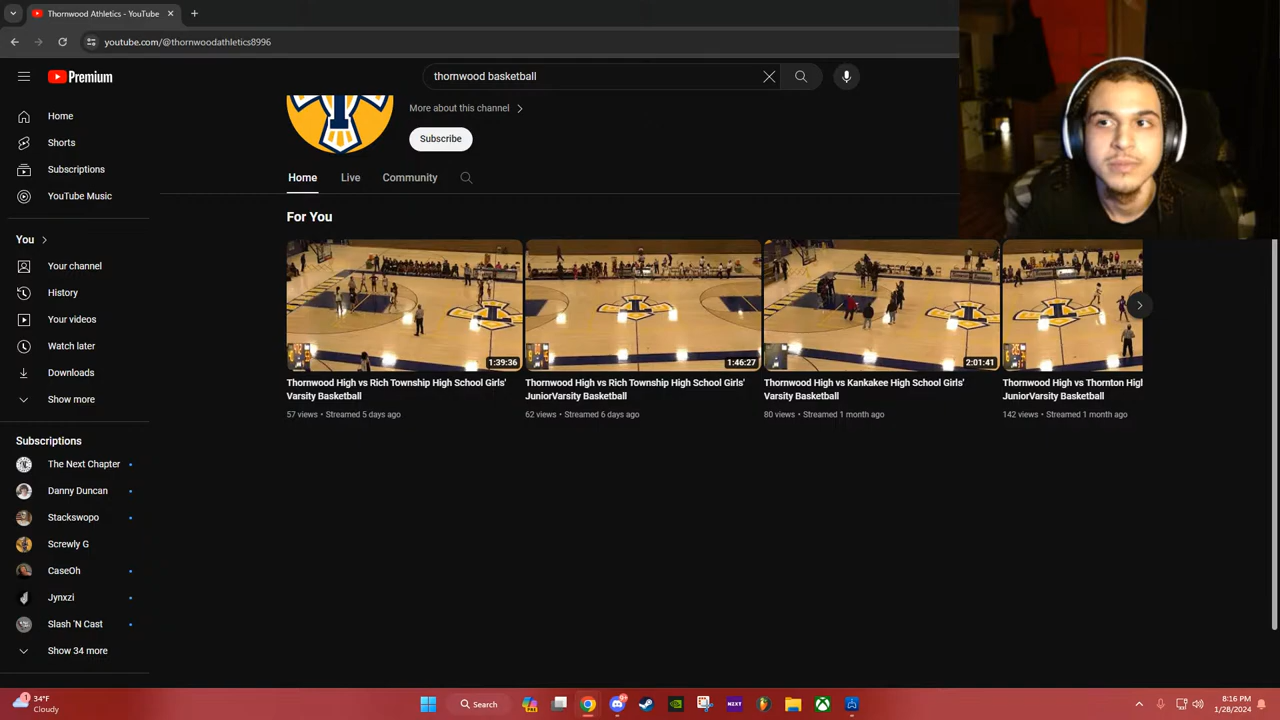 Thornwood Athletics - YouTube
youtube.com/@thornwoodathletics8996
Premium
thornwood basketball
More about this channel
Subscribe
Home
Live
Community
For You
1:39:36
1:46:27
2:01:41
Thornwood High vs Rich Township High School Girls' Varsity Basketball
57 views • Streamed 5 days ago
Thornwood High vs Rich Township High School Girls' JuniorVarsity Basketball
62 views • Streamed 6 days ago
Thornwood High vs Kankakee High School Girls' Varsity Basketball
80 views • Streamed 1 month ago
Thornwood High vs Thornton High
JuniorVarsity Basketball
142 views • Streamed 1 month ago
Home
Shorts
Subscriptions
YouTube Music
You
Your channel
History
Your videos
Watch later
Downloads
Show more
Subscriptions
The Next Chapter
Danny Duncan
Stackswopo
Screwly G
CaseOh
Jynxzi
Slash 'N Cast
Show 34 more
1
34°F
Cloudy
Search
NEXT
8:16 PM
1/28/2024